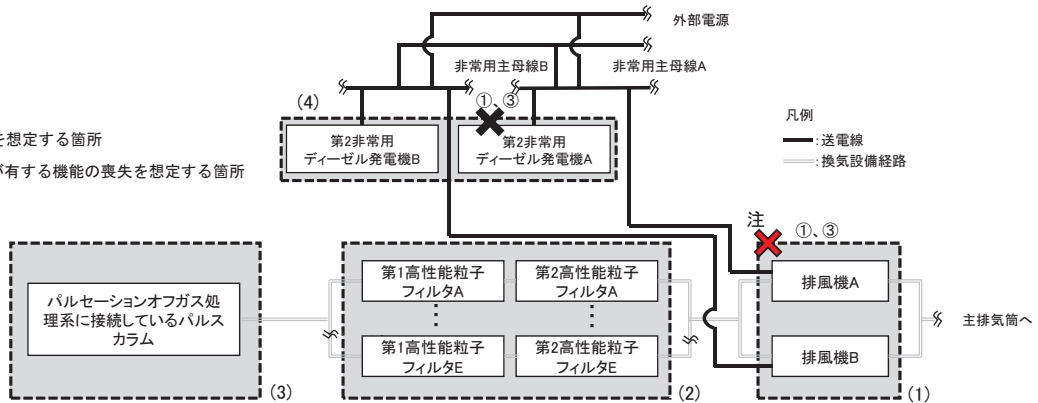 外部電源
非常用主母線B
非常用主母線A
(4)
①、③
凡例
:送電線
:換気設備経路
を想定する箇所
が有する機能の喪失を想定する箇所
第2非常用
ディーゼル発電機B
第2非常用
ディーゼル発電機A
注
①、③
パルセーションオフガス処
理系に接続しているパルス
カラム
(3)
第1高性能粒子
フィルタA
第2高性能粒子
フィルタA
第1高性能粒子
フィルタE
第2高性能粒子
フィルタE
(2)
排風機A
排風機B
(1)
主排気筒へ